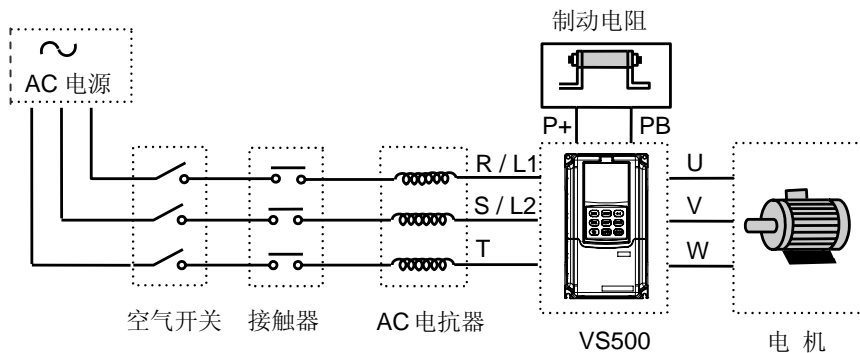 制动电阻
AC 电源
P+ PB
R / L1
U
S / L2
V
T
W
空气开关 接触器 AC 电抗器 VS500 电 机